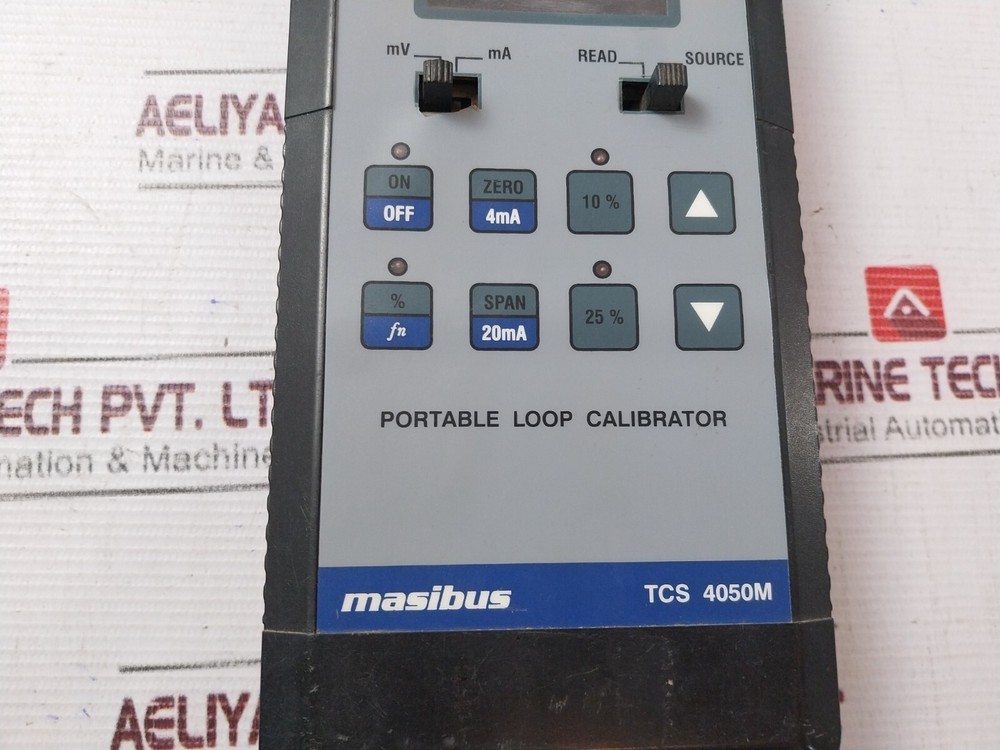 mV mA READ SOURCE
AELIYA
Marine &
ON ZERO 10 %
OFF 4mA
% SPAN 25 %
fn 20mA
ECH PVT. LT
RINE TEC
PORTABLE LOOP CALIBRATOR
strial Automat
nation & Machine
masibus TCS 4050M
AELIYA